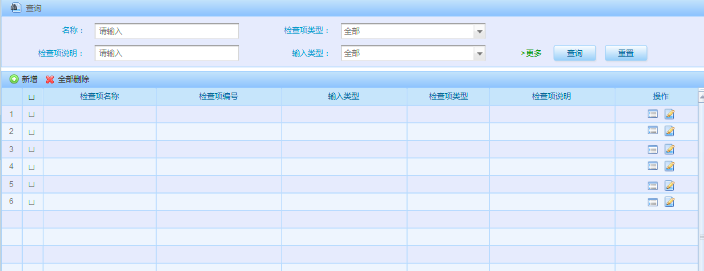 查询
名称： 请输入 检查项类型： 全部
检查项说明： 请输入 输入类型： 全部 >更多 查询 重置
新增 全部删除
检查项名称 检查项编号 输入类型 检查项类型 检查项说明 操作
1
2
3
4
5
6